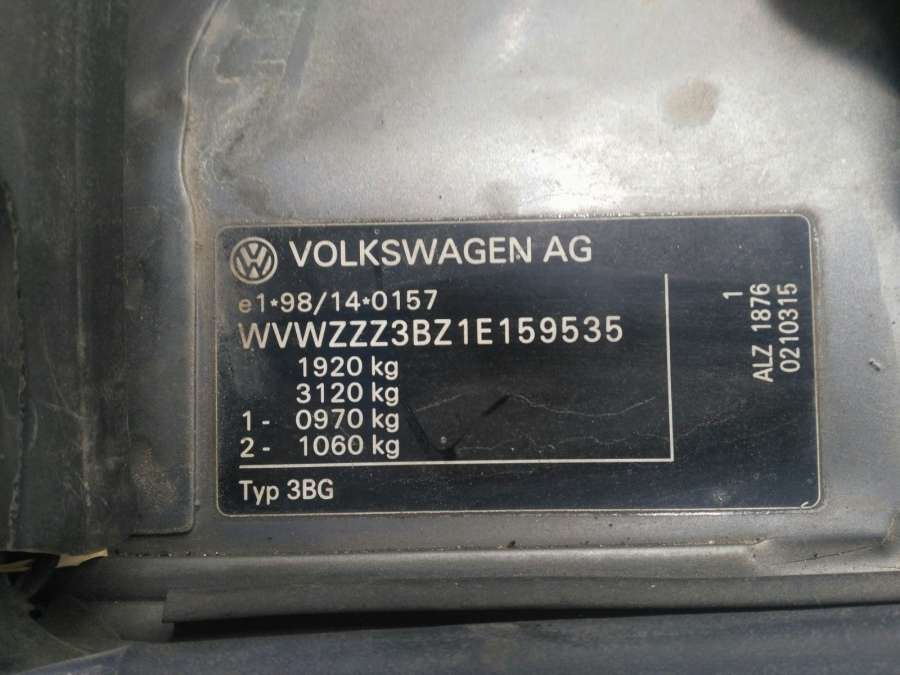 VOLKSWAGEN AG
e1*98/14*0157
WVWZZZ3BZ1E159535
1920 kg
3120 kg
1- 0970 kg
2- 1060 kg
Typ 3BG
1
ALZ 1876
0210315